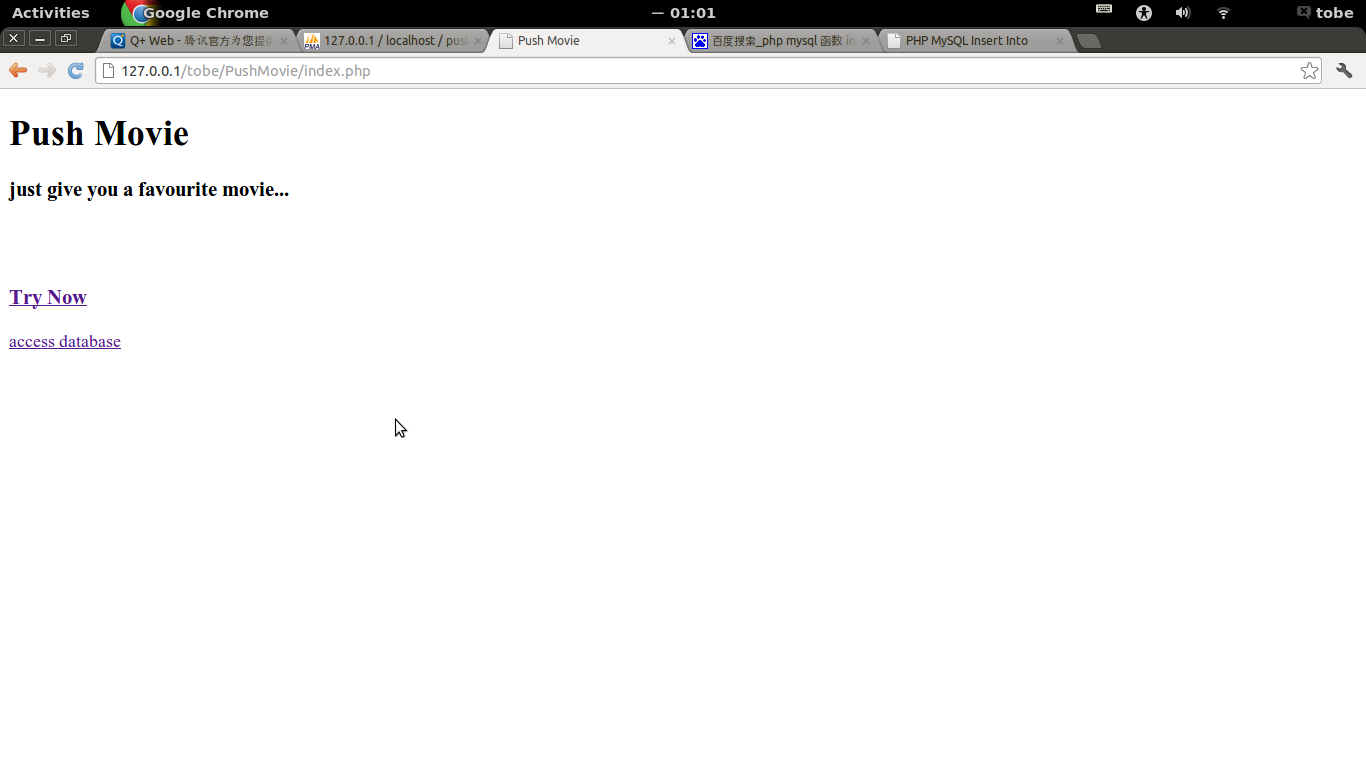 Activities Google Chrome — 01:01 tobe
Q+ Web - 腾讯官方为您提供 127.0.0.1 / localhost / push Push Movie 百度搜索_php mysql 函数 in PHP MySQL Insert Into
127.0.0.1/tobe/PushMovie/index.php
Push Movie
just give you a favourite movie...
Try Now
access database